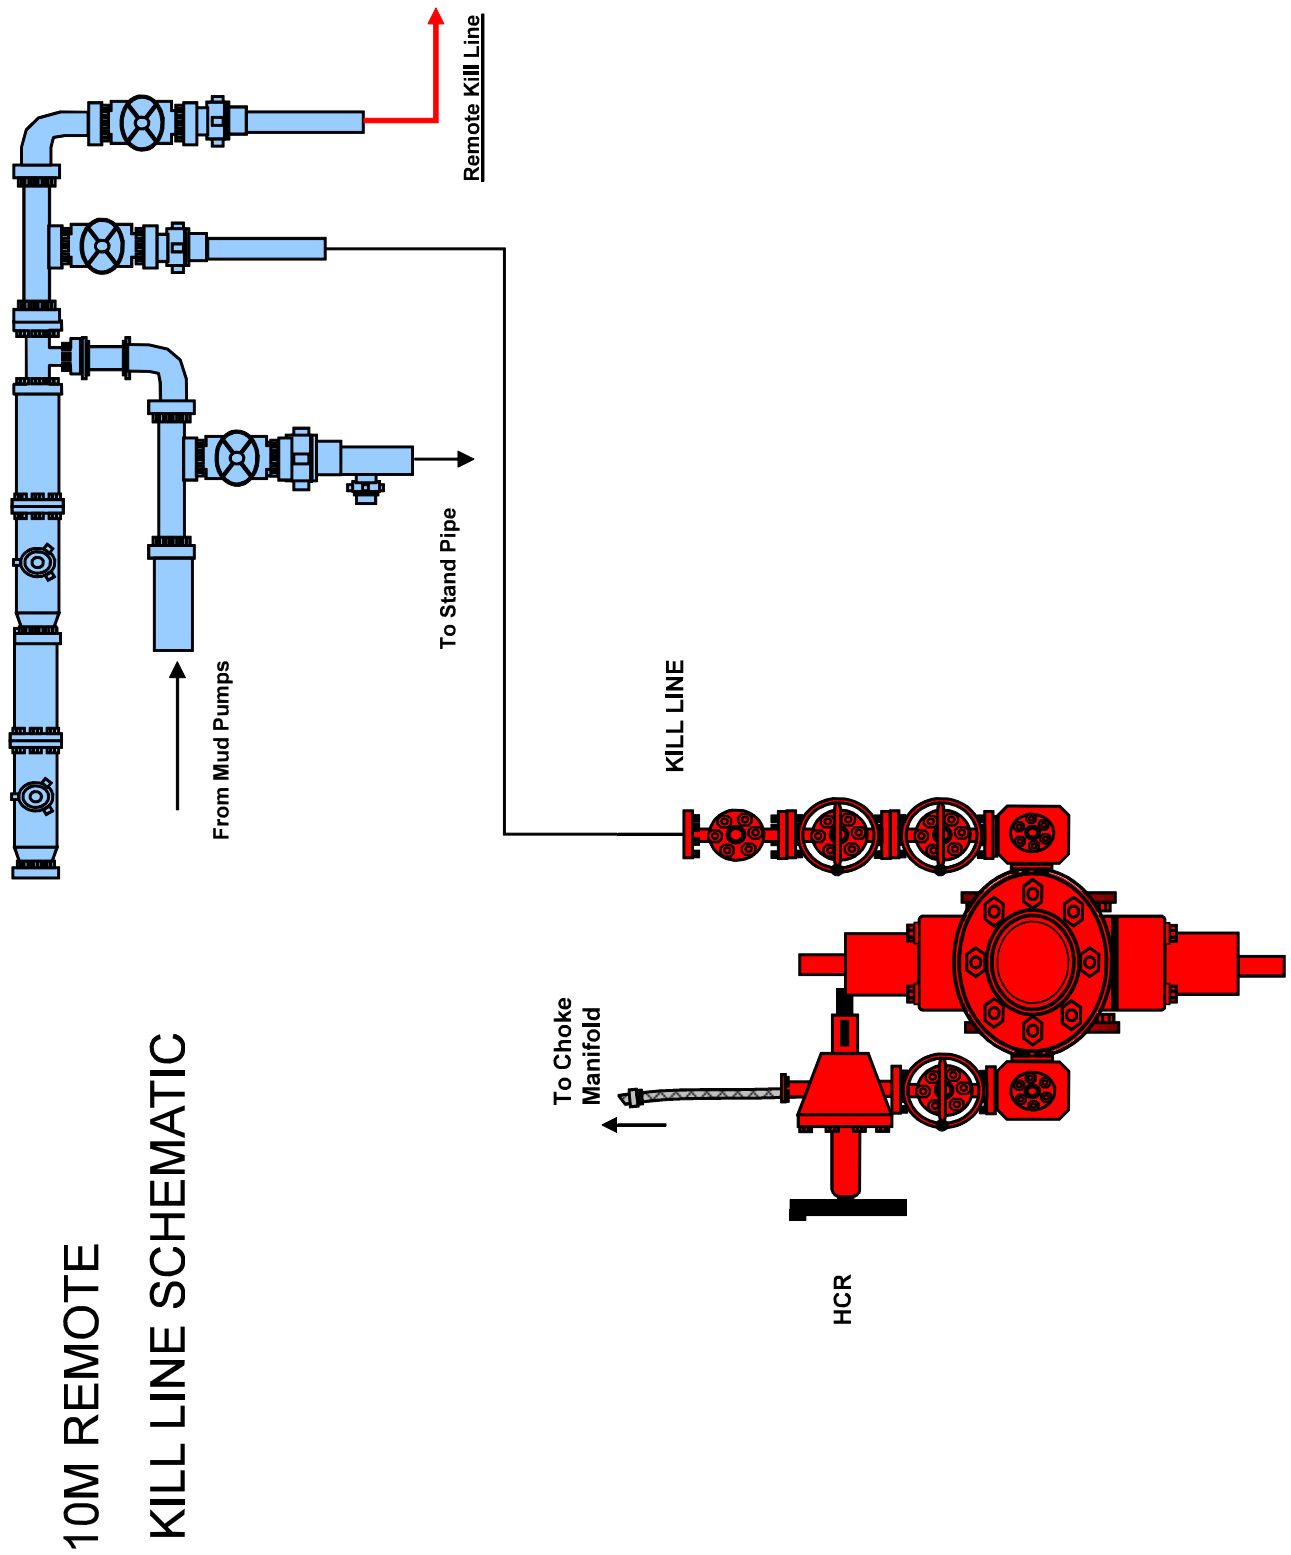 10M REMOTE
KILL LINE SCHEMATIC
From Mud Pumps
To Stand Pipe
Remote Kill Line
KILL LINE
To Choke
Manifold
HCR